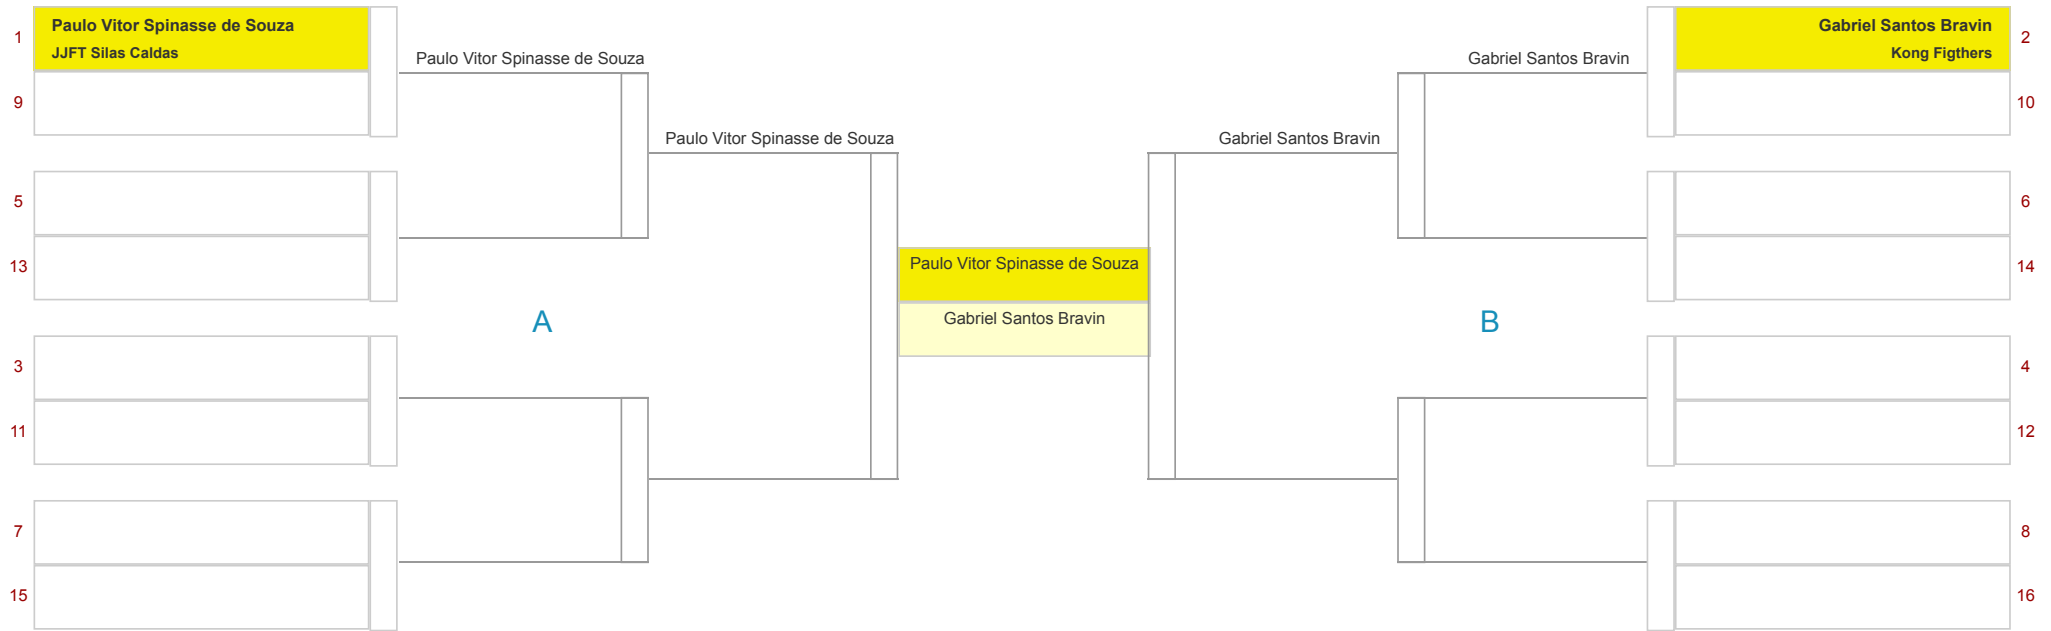 1
Paulo Vitor Spinasse de Souza
JJFT Silas Caldas
9
5
13
3
11
7
15
Paulo Vitor Spinasse de Souza
Paulo Vitor Spinasse de Souza
A
Paulo Vitor Spinasse de Souza
Gabriel Santos Bravin
Gabriel Santos Bravin
Gabriel Santos Bravin
B
Gabriel Santos Bravin
Kong Figthers
2
10
6
14
4
12
8
16